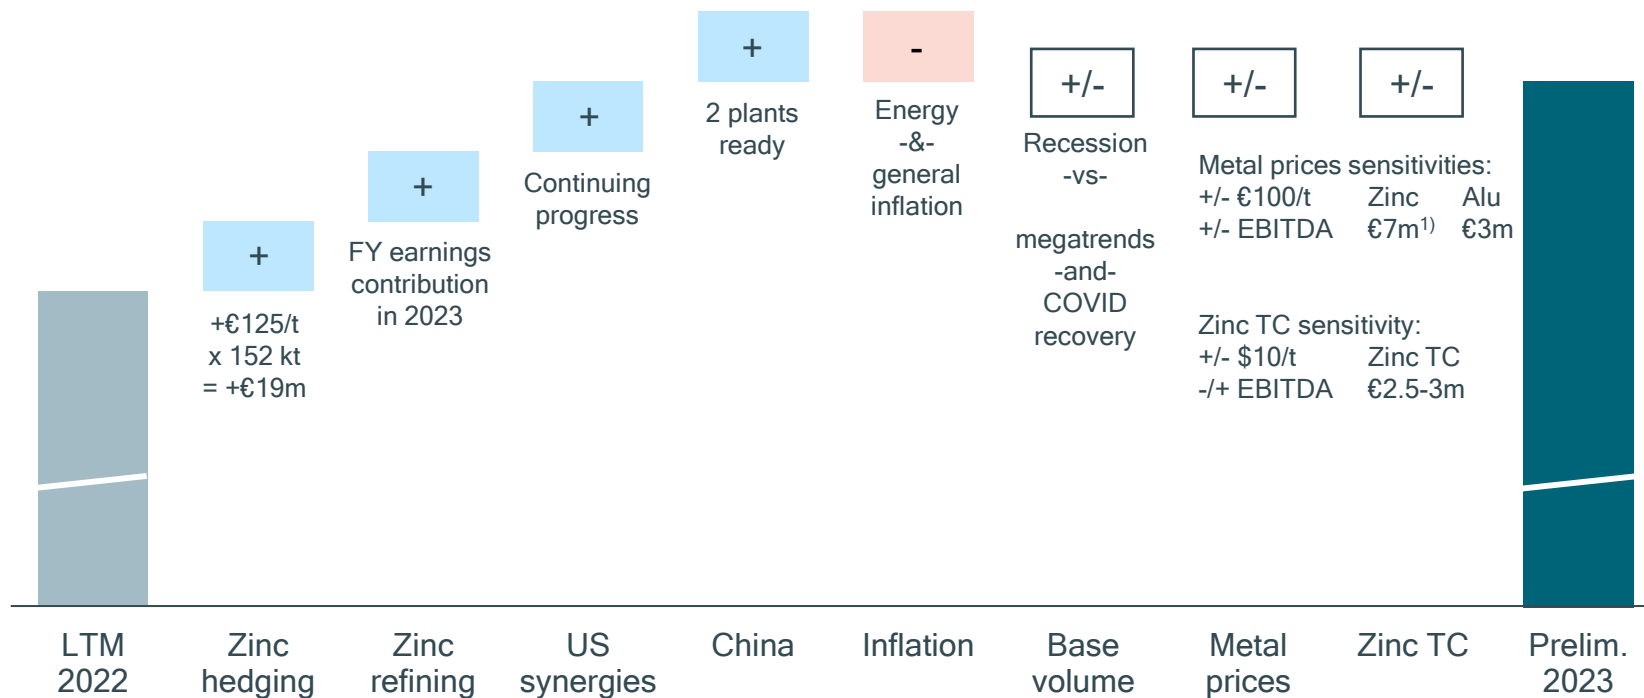 +
+€125/t
x 152 kt
= +€19m
+
FY earnings
contribution
in 2023
+
Continuing
progress
+
2 plants
ready
-
Energy
-&-
general
inflation
+/-
Recession
-vs-
megatrends
-and-
COVID
recovery
+/-
+/-
Metal prices sensitivities:
+/- €100/t Zinc Alu
+/- EBITDA €7m1) €3m
Zinc TC sensitivity:
+/- $10/t Zinc TC
-/+ EBITDA €2.5-3m
LTM
2022
Zinc
hedging
Zinc
refining
US
synergies
China
Inflation
Base
volume
Metal
prices
Zinc TC
Prelim.
2023